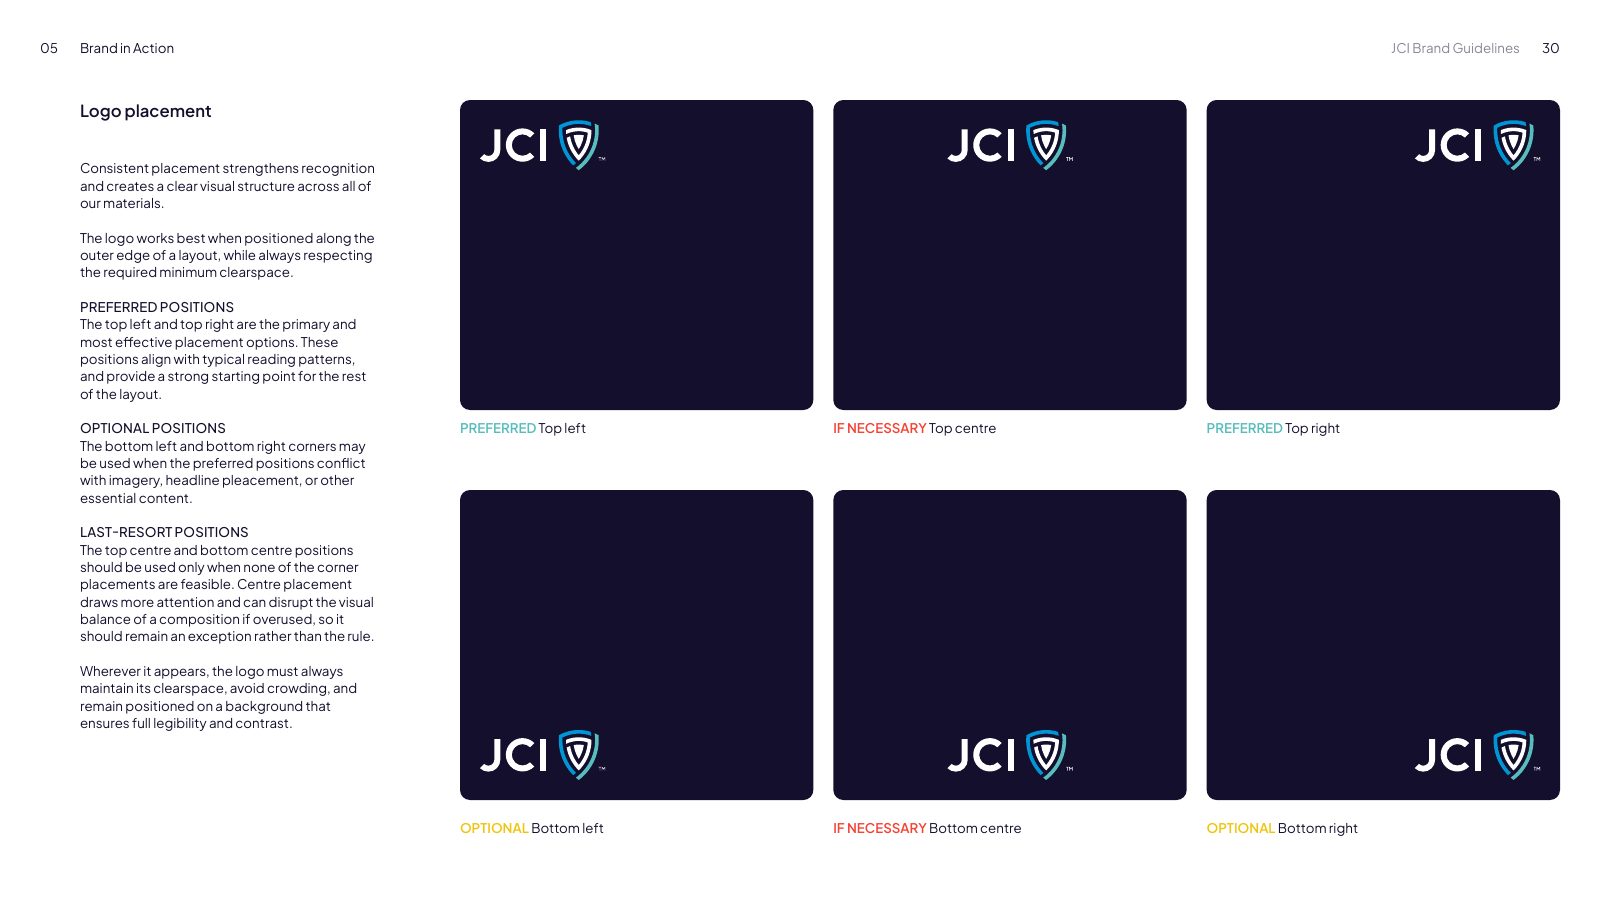 05 Brand in Action
JCI Brand Guidelines 30
Logo placement
Consistent placement strengthens recognition
and creates a clear visual structure across all of
our materials.
The logo works best when positioned along the
outer edge of a layout, while always respecting
the required minimum clearspace.
PREFERRED POSITIONS
The top left and top right are the primary and
most effective placement options. These
positions align with typical reading patterns,
and provide a strong starting point for the rest
of the layout.
OPTIONAL POSITIONS
The bottom left and bottom right corners may
be used when the preferred positions conflict
with imagery, headline pleacement, or other
essential content.
LAST-RESORT POSITIONS
The top centre and bottom centre positions
should be used only when none of the corner
placements are feasible. Centre placement
draws more attention and can disrupt the visual
balance of a composition if overused, so it
should remain an exception rather than the rule.
Wherever it appears, the logo must always
maintain its clearspace, avoid crowding, and
remain positioned on a background that
ensures full legibility and contrast.
JCI ™
PREFERRED Top left
JCI ™
IF NECESSARY Top centre
JCI ™
PREFERRED Top right
JCI ™
OPTIONAL Bottom left
JCI ™
IF NECESSARY Bottom centre
JCI ™
OPTIONAL Bottom right